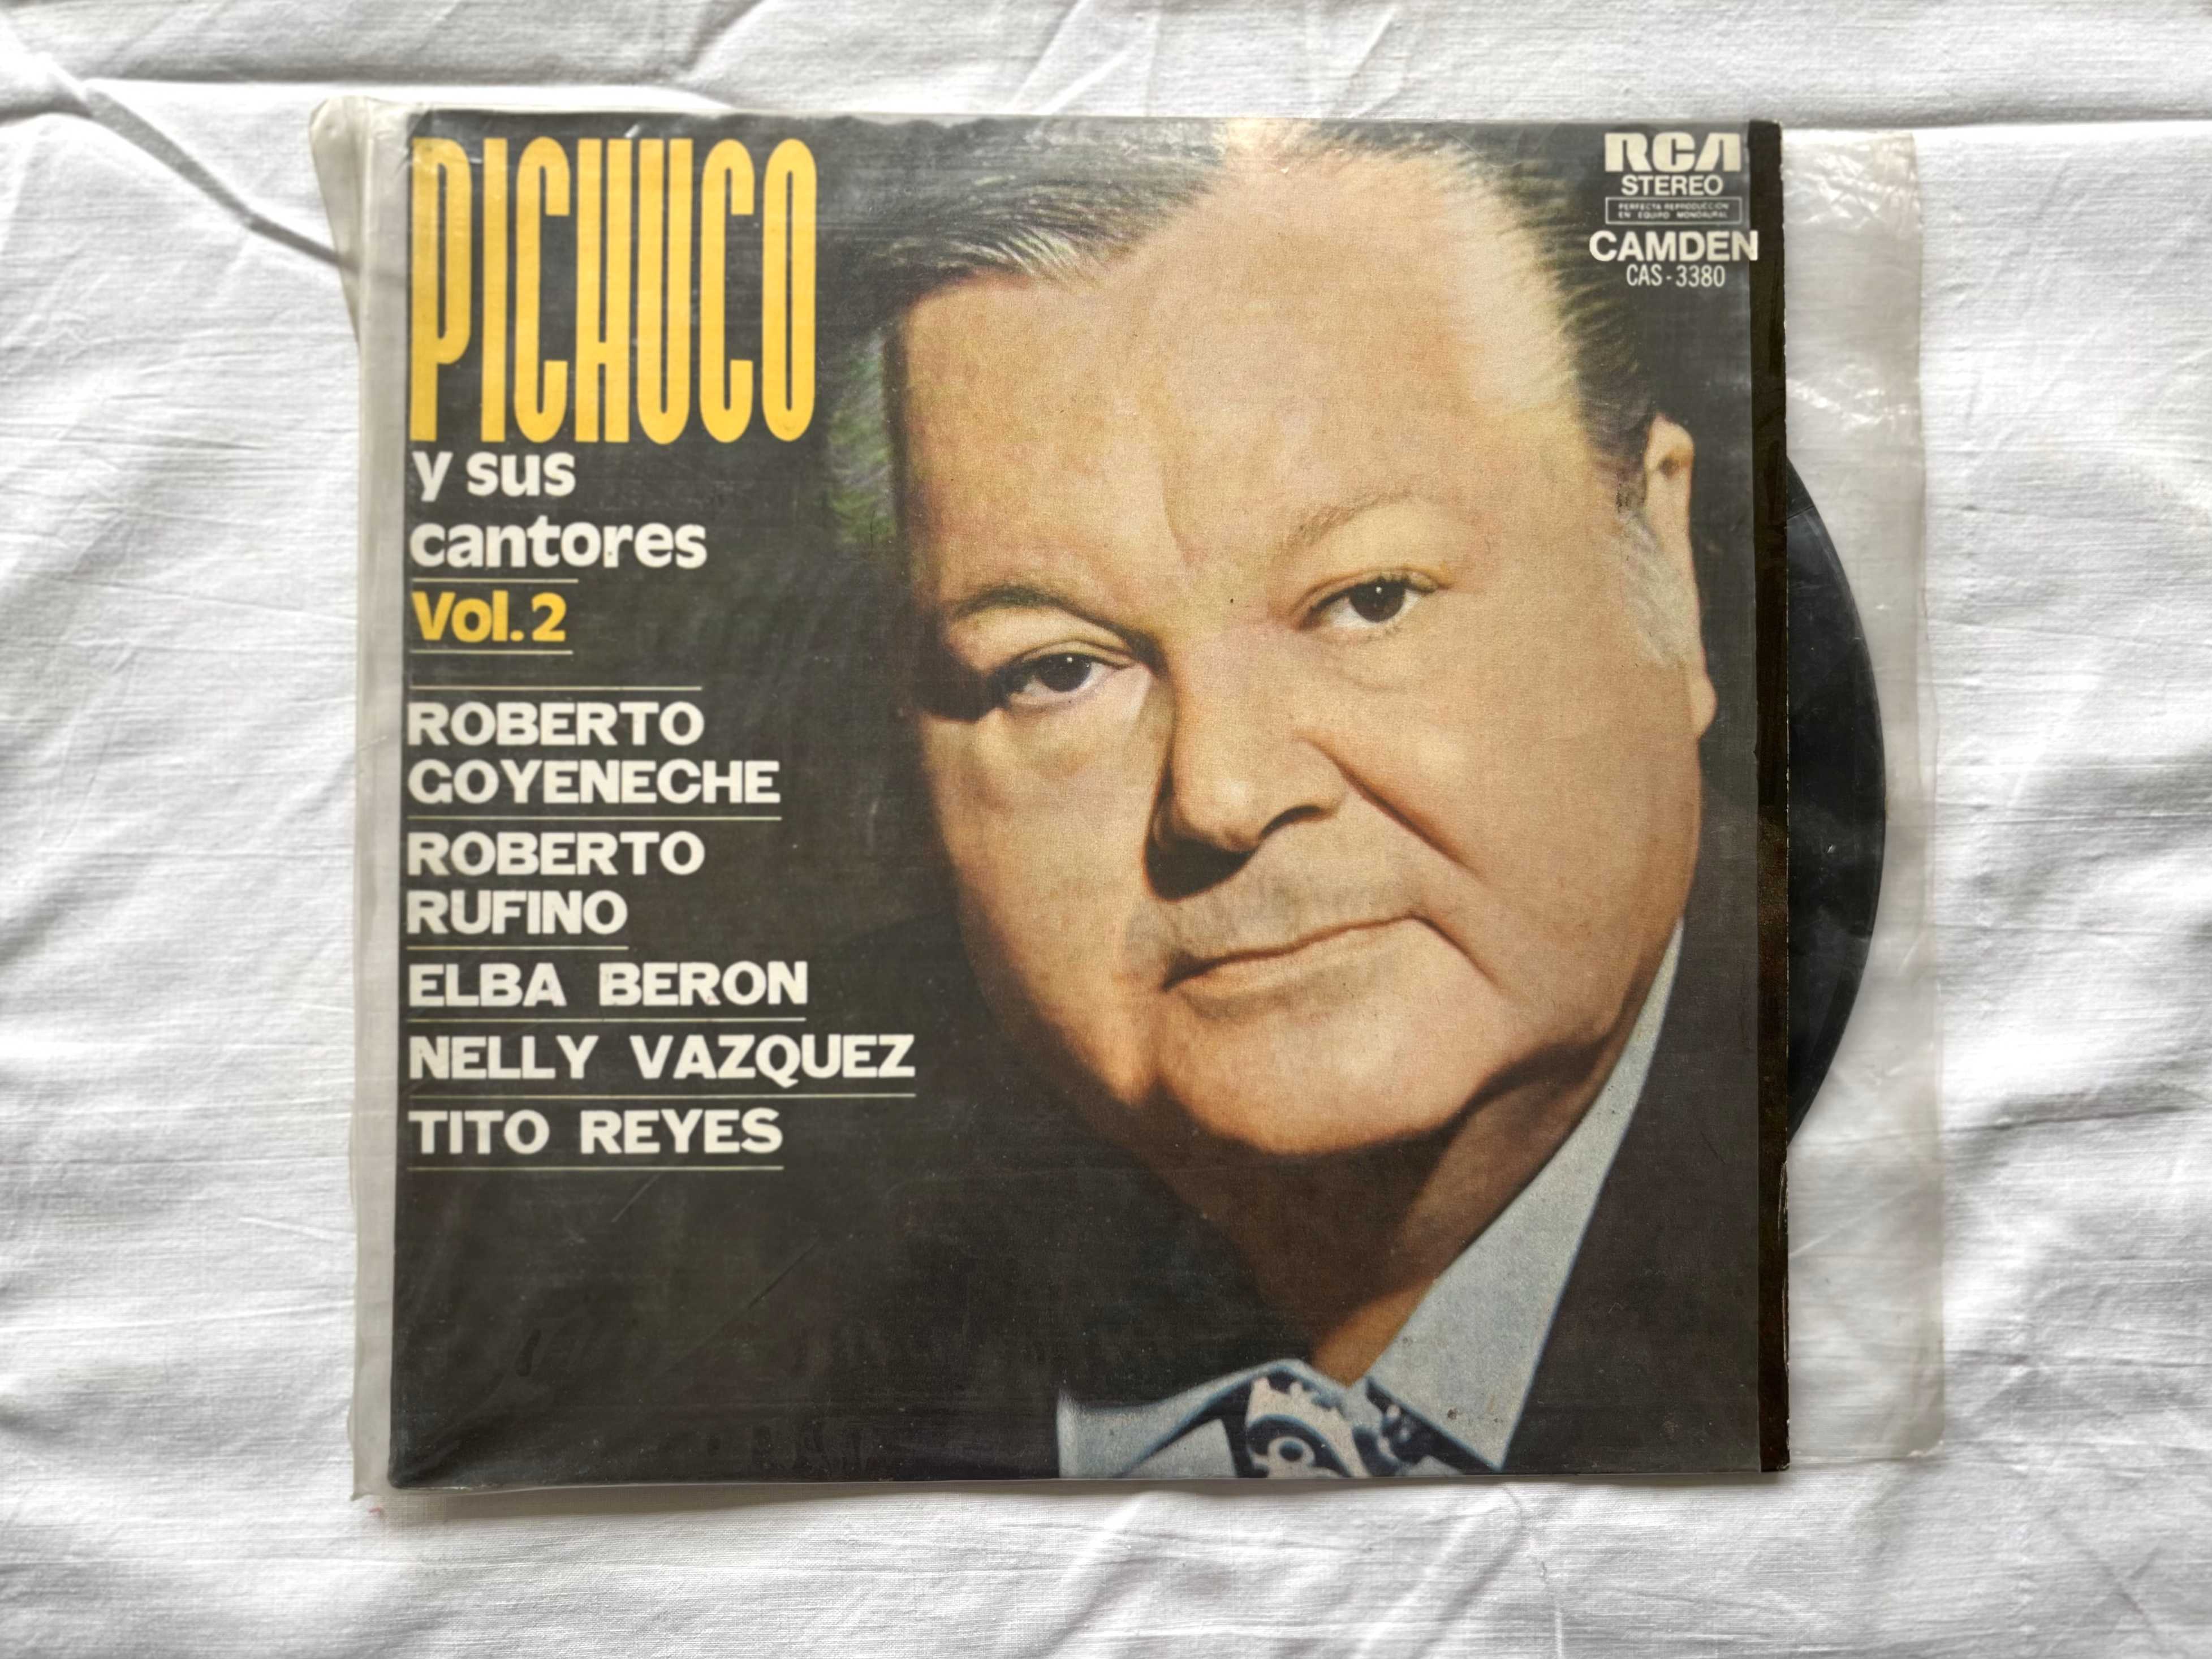 PICHUCO
y sus
cantores
Vol. 2
ROBERTO
GOYENECHE
ROBERTO
RUFINO
ELBA BERON
NELLY VAZQUEZ
TITO REYES
RCA
STEREO
PERFECTA REPRODUCCION
EN EQUIPO MONOAURAL
CAMDEN
CAS - 3380